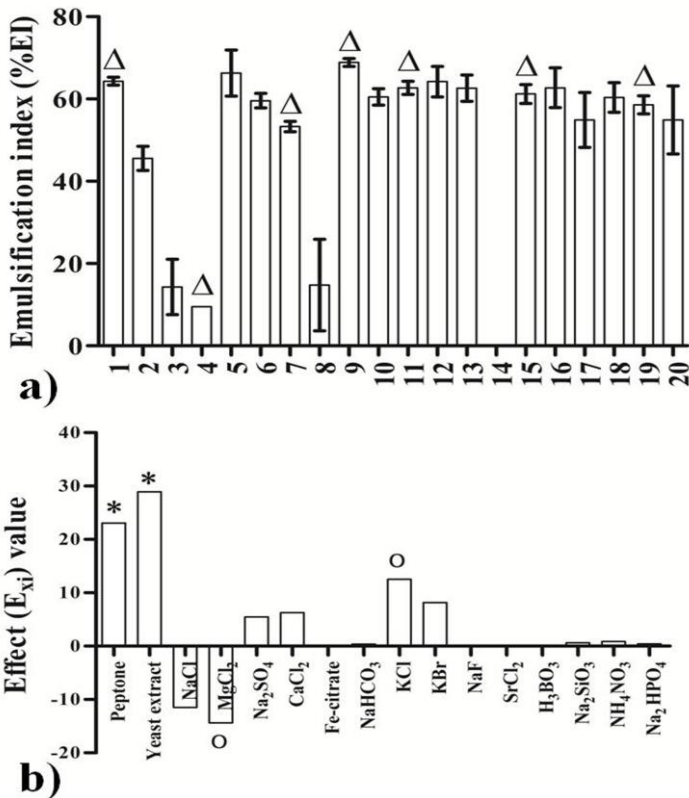 Emulsification index (%EI)
80
60
40
20
0
Δ Δ Δ Δ Δ Δ Δ
1 2 3 4 5 6 7 8 9 10 11 12 13 14 15 16 17 18 19 20
a)
Effect (E_xi) value
40
30
20
10
0
-10
-20
* * O O
Peptone
Yeast extract
NaCl
MgCl₂
Na₂SO₄
CaCl₂
Fe-citrate
NaHCO₃
KCl
KBr
NaF
SrCl₂
H₃BO₃
Na₂SiO₃
NH₄NO₃
Na₂HPO₄
b)